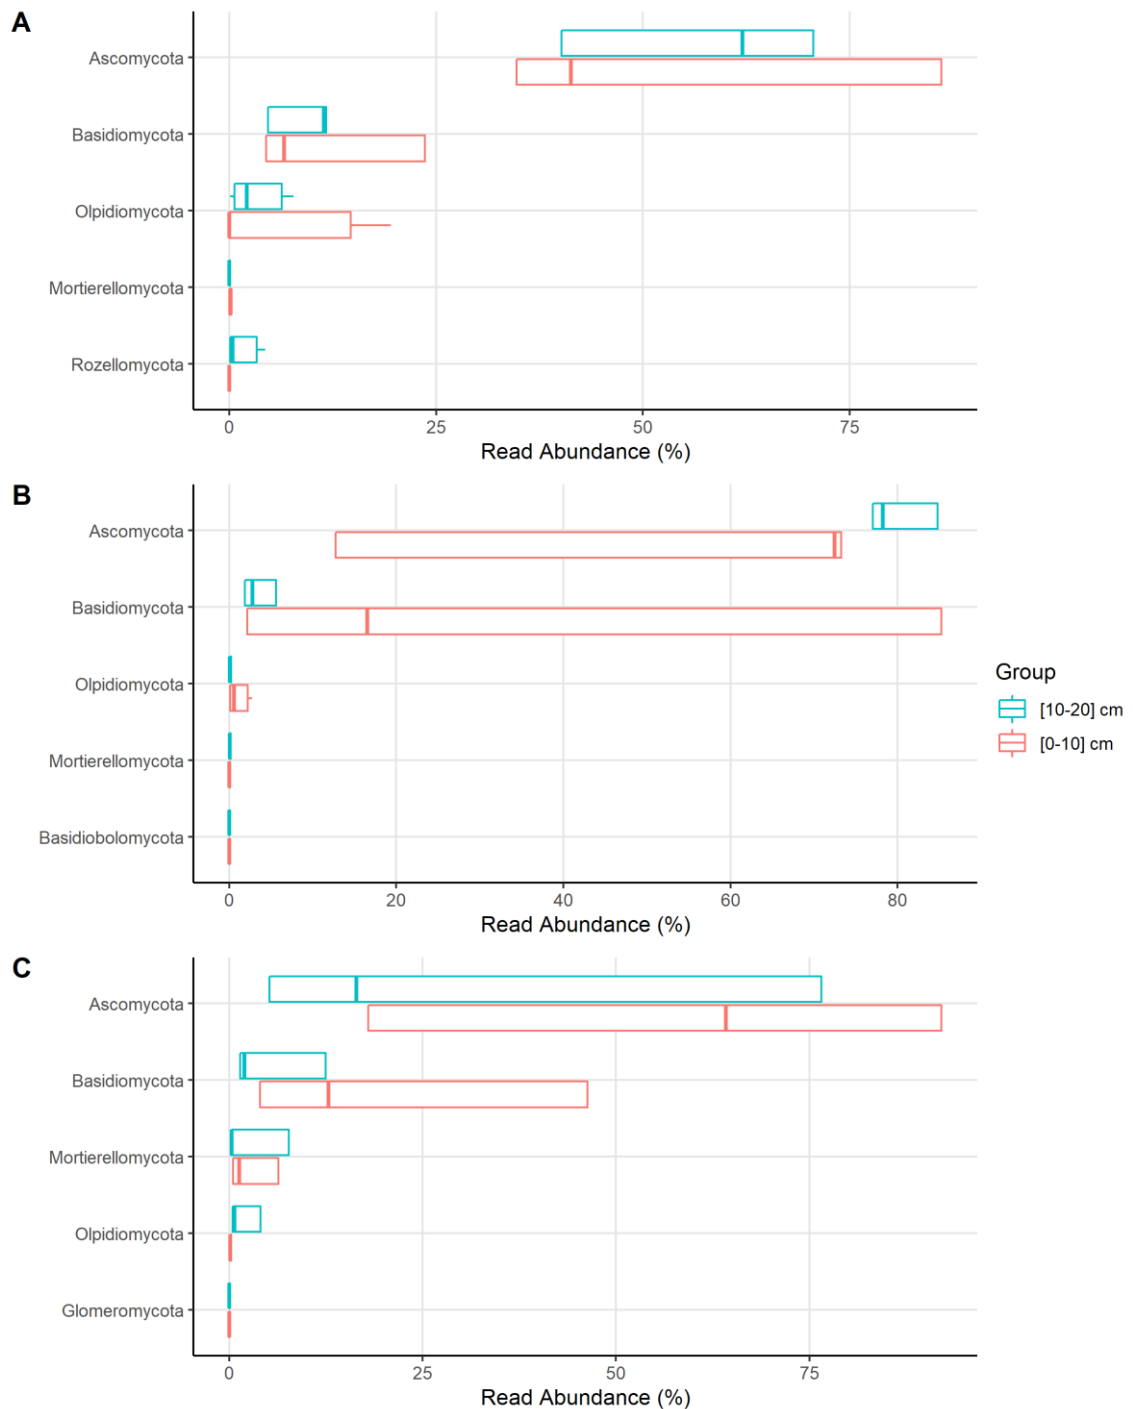 A
Ascomycota
Basidiomycota
Olpidiomycota
Mortierellomycota
Rozellomycota
0 25 50 75
Read Abundance (%)
B
Ascomycota
Basidiomycota
Olpidiomycota
Mortierellomycota
Basidiobolomycota
0 20 40 60 80
Read Abundance (%)
Group
[10-20] cm
[0-10] cm
C
Ascomycota
Basidiomycota
Mortierellomycota
Olpidiomycota
Glomeromycota
0 25 50 75
Read Abundance (%)